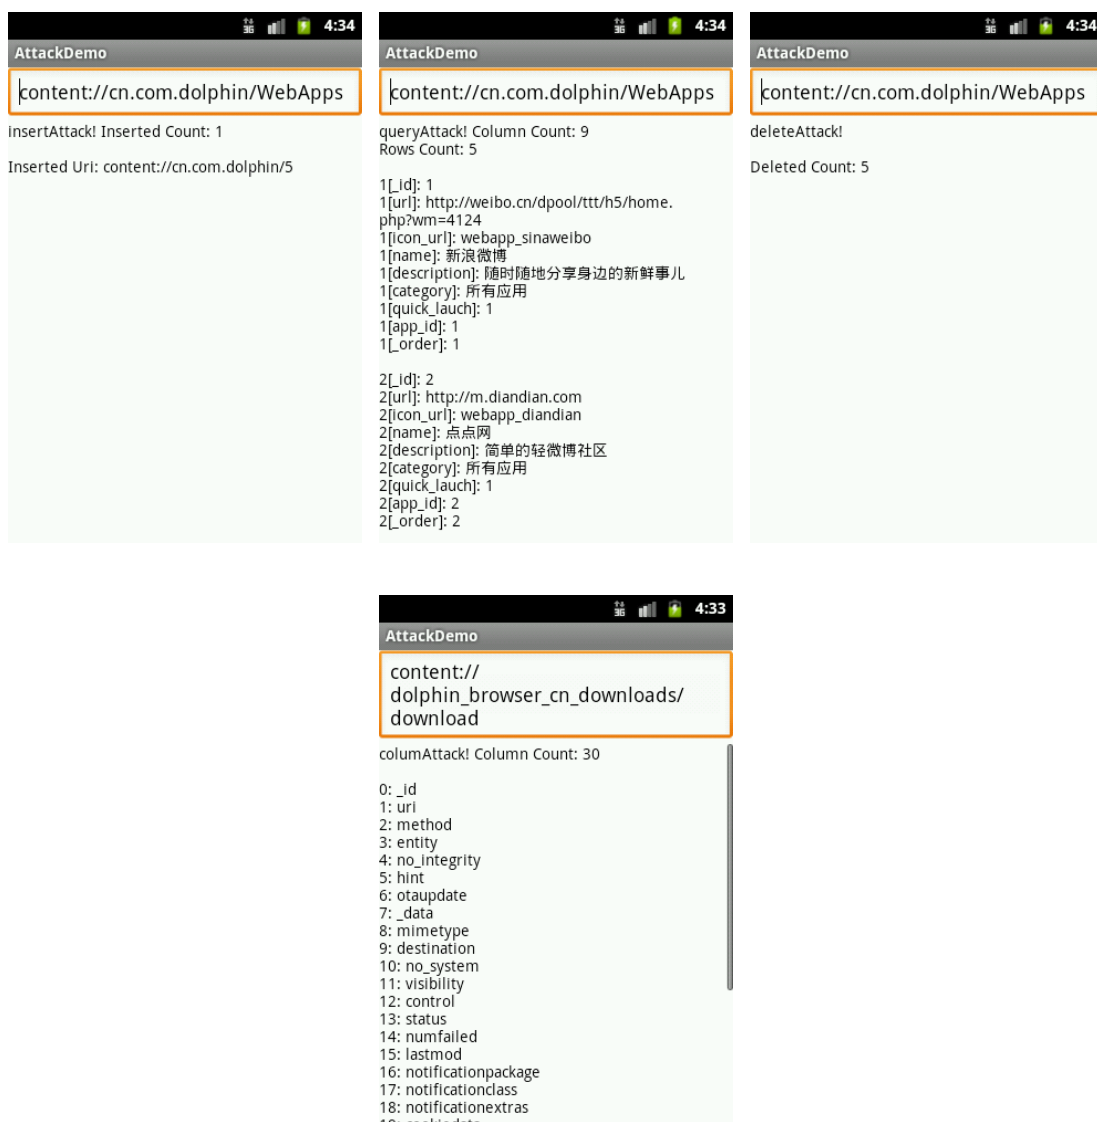 4:34
AttackDemo
content://cn.com.dolphin/WebApps
insertAttack! Inserted Count: 1
Inserted Uri: content://cn.com.dolphin/5
4:34
AttackDemo
content://cn.com.dolphin/WebApps
queryAttack! Column Count: 9
Rows Count: 5
1[_id]: 1
1[url]: http://weibo.cn/dpool/ttt/h5/home.
php?wm=4124
1[icon_url]: webapp_sinaweibo
1[name]: 新浪微博
1[description]: 随时随地分享身边的新鲜事儿
1[category]: 所有应用
1[quick_lauch]: 1
1[app_id]: 1
1[_order]: 1
2[_id]: 2
2[url]: http://m.diandian.com
2[icon_url]: webapp_diandian
2[name]: 点点网
2[description]: 简单的轻微博社区
2[category]: 所有应用
2[quick_lauch]: 1
2[app_id]: 2
2[_order]: 2
4:34
AttackDemo
content://cn.com.dolphin/WebApps
deleteAttack!
Deleted Count: 5
4:33
AttackDemo
content://
dolphin_browser_cn_downloads/
download
columAttack! Column Count: 30
0: _id
1: uri
2: method
3: entity
4: no_integrity
5: hint
6: otaupdate
7: _data
8: mimetype
9: destination
10: no_system
11: visibility
12: control
13: status
14: numfailed
15: lastmod
16: notificationpackage
17: notificationclass
18: notificationextras